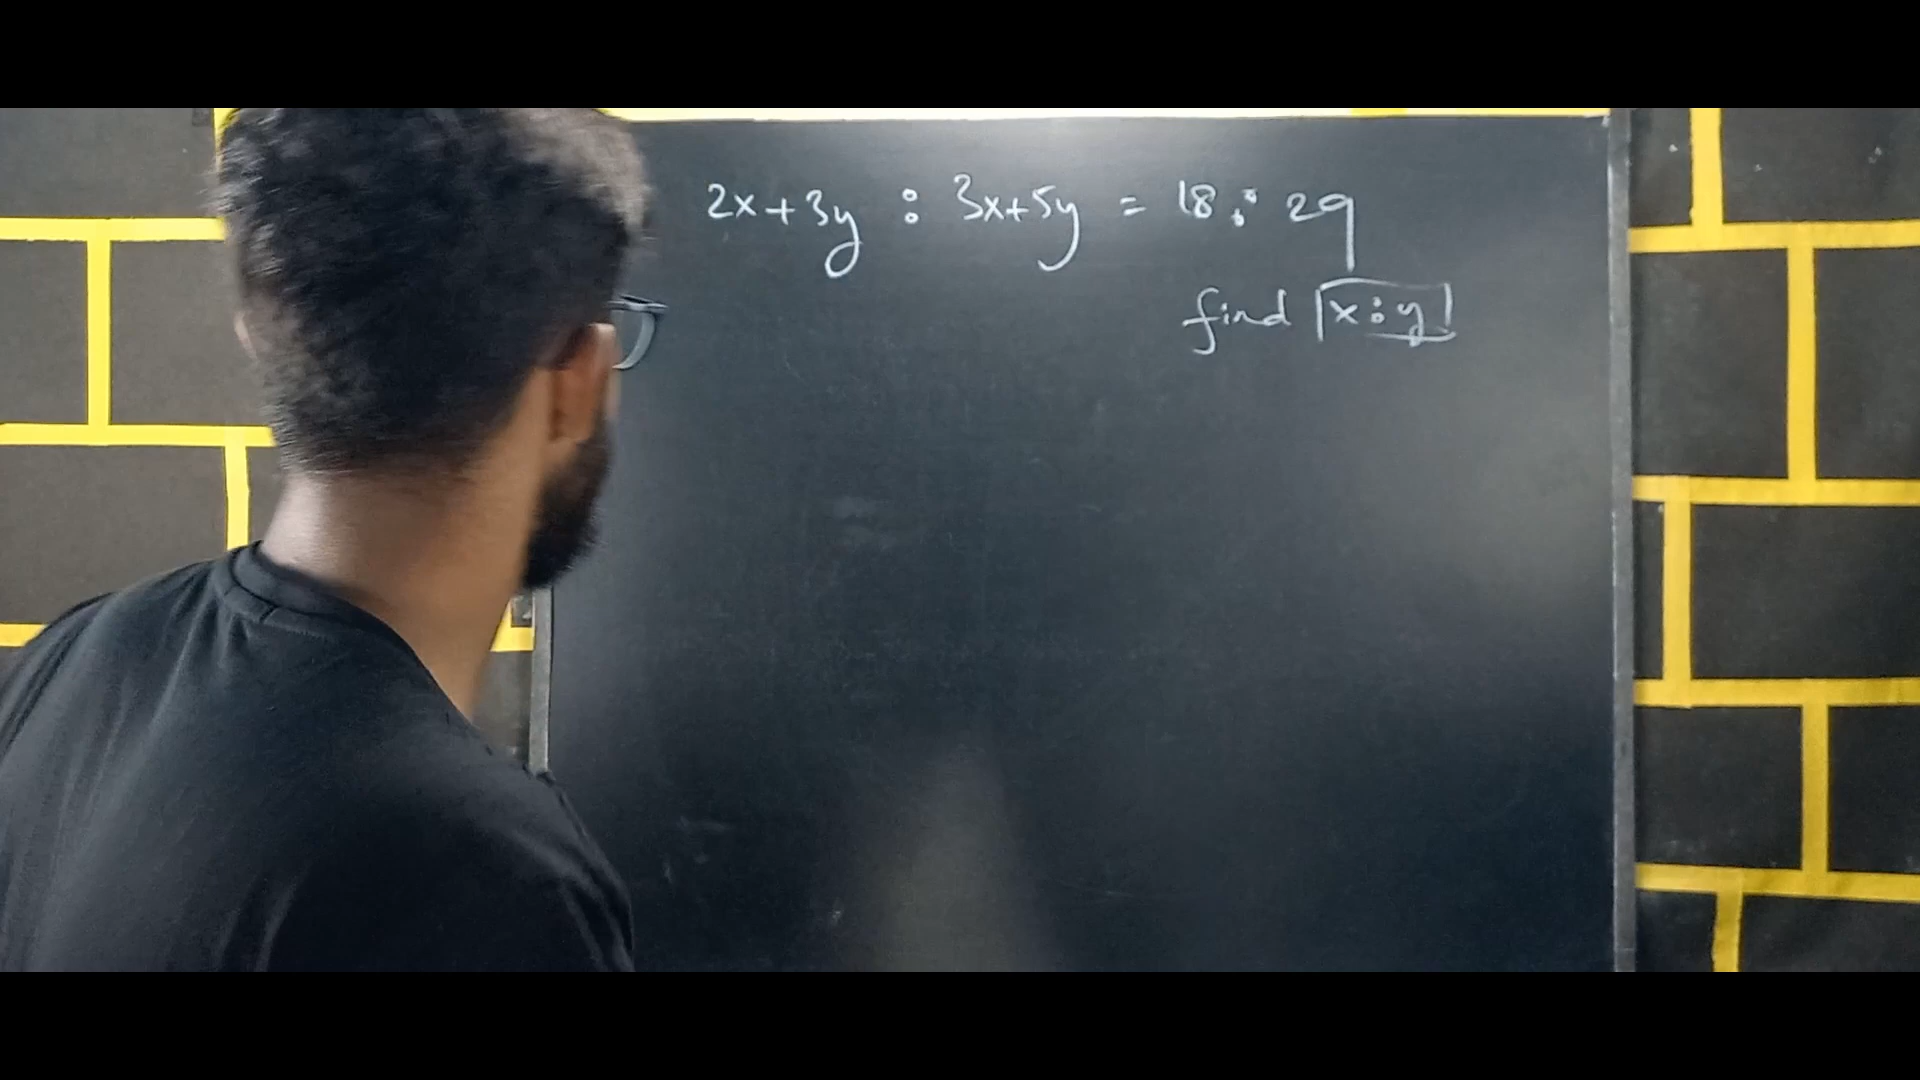 2x+3y : 3x+5y = 18 : 29
find x:y